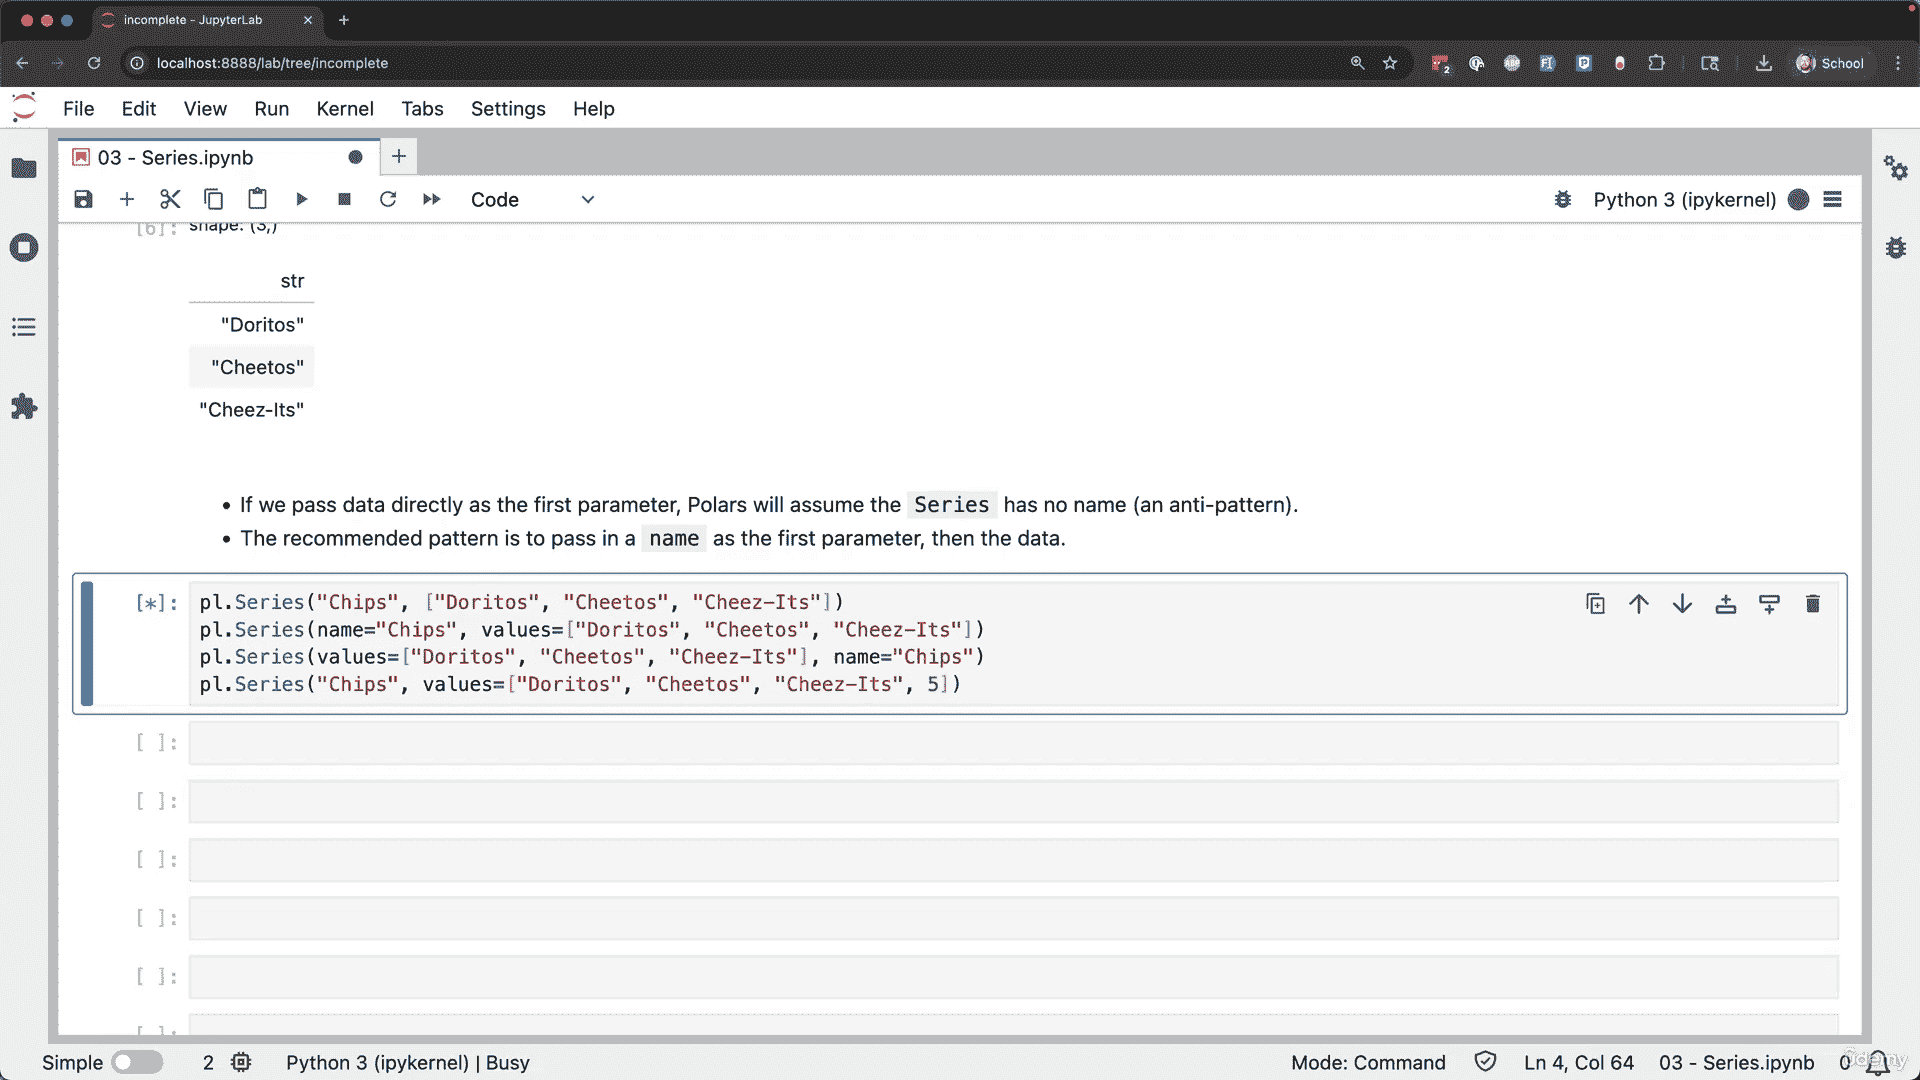 incomplete - JupyterLab
localhost:8888/lab/tree/incomplete
2
ABP
School
File Edit View Run Kernel Tabs Settings Help
03 - Series.ipynb
Code
Python 3 (ipykernel)
[6]: shape: (3,)
str
"Doritos"
"Cheetos"
"Cheez-Its"
• If we pass data directly as the first parameter, Polars will assume the Series has no name (an anti-pattern).
• The recommended pattern is to pass in a name as the first parameter, then the data.
[*]: pl.Series("Chips", ["Doritos", "Cheetos", "Cheez-Its"])
pl.Series(name="Chips", values=["Doritos", "Cheetos", "Cheez-Its"])
pl.Series(values=["Doritos", "Cheetos", "Cheez-Its"], name="Chips")
pl.Series("Chips", values=["Doritos", "Cheetos", "Cheez-Its", 5])
[ ]:
[ ]:
[ ]:
[ ]:
[ ]:
[ ]:
Simple 2 Python 3 (ipykernel) | Busy Mode: Command Ln 4, Col 64 03 - Series.ipynb 0
udemy